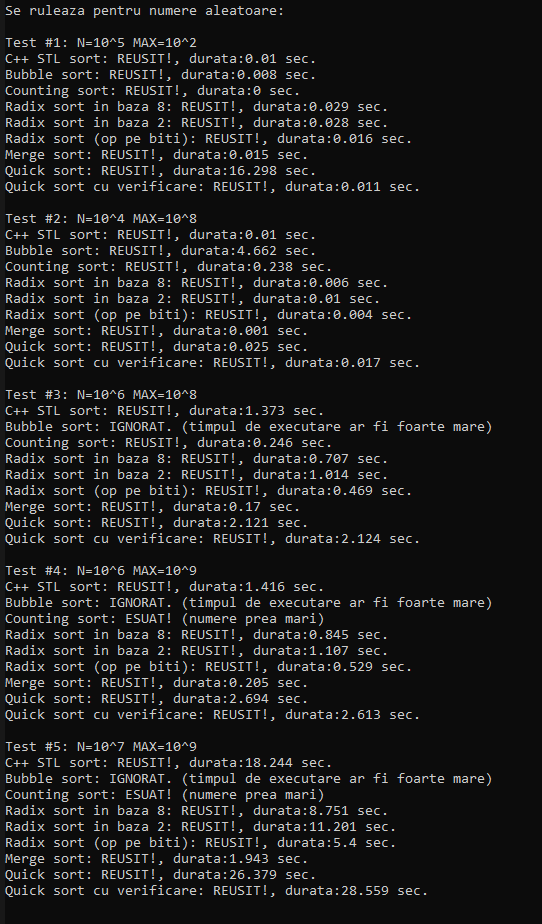 Se ruleaza pentru numere aleatoare:
Test #1: N=10^5 MAX=10^2
C++ STL sort: REUSIT!, durata:0.01 sec.
Bubble sort: REUSIT!, durata:0.008 sec.
Counting sort: REUSIT!, durata:0 sec.
Radix sort in baza 8: REUSIT!, durata:0.029 sec.
Radix sort in baza 2: REUSIT!, durata:0.028 sec.
Radix sort (op pe biti): REUSIT!, durata:0.016 sec.
Merge sort: REUSIT!, durata:0.015 sec.
Quick sort: REUSIT!, durata:16.298 sec.
Quick sort cu verificare: REUSIT!, durata:0.011 sec.
Test #2: N=10^4 MAX=10^8
C++ STL sort: REUSIT!, durata:0.01 sec.
Bubble sort: REUSIT!, durata:4.662 sec.
Counting sort: REUSIT!, durata:0.238 sec.
Radix sort in baza 8: REUSIT!, durata:0.006 sec.
Radix sort in baza 2: REUSIT!, durata:0.01 sec.
Radix sort (op pe biti): REUSIT!, durata:0.004 sec.
Merge sort: REUSIT!, durata:0.001 sec.
Quick sort: REUSIT!, durata:0.025 sec.
Quick sort cu verificare: REUSIT!, durata:0.017 sec.
Test #3: N=10^6 MAX=10^8
C++ STL sort: REUSIT!, durata:1.373 sec.
Bubble sort: IGNORAT. (timpul de executare ar fi foarte mare)
Counting sort: REUSIT!, durata:0.246 sec.
Radix sort in baza 8: REUSIT!, durata:0.707 sec.
Radix sort in baza 2: REUSIT!, durata:1.014 sec.
Radix sort (op pe biti): REUSIT!, durata:0.469 sec.
Merge sort: REUSIT!, durata:0.17 sec.
Quick sort: REUSIT!, durata:2.121 sec.
Quick sort cu verificare: REUSIT!, durata:2.124 sec.
Test #4: N=10^6 MAX=10^9
C++ STL sort: REUSIT!, durata:1.416 sec.
Bubble sort: IGNORAT. (timpul de executare ar fi foarte mare)
Counting sort: ESUAT! (numere prea mari)
Radix sort in baza 8: REUSIT!, durata:0.845 sec.
Radix sort in baza 2: REUSIT!, durata:1.107 sec.
Radix sort (op pe biti): REUSIT!, durata:0.529 sec.
Merge sort: REUSIT!, durata:0.205 sec.
Quick sort: REUSIT!, durata:2.694 sec.
Quick sort cu verificare: REUSIT!, durata:2.613 sec.
Test #5: N=10^7 MAX=10^9
C++ STL sort: REUSIT!, durata:18.244 sec.
Bubble sort: IGNORAT. (timpul de executare ar fi foarte mare)
Counting sort: ESUAT! (numere prea mari)
Radix sort in baza 8: REUSIT!, durata:8.751 sec.
Radix sort in baza 2: REUSIT!, durata:11.201 sec.
Radix sort (op pe biti): REUSIT!, durata:5.4 sec.
Merge sort: REUSIT!, durata:1.943 sec.
Quick sort: REUSIT!, durata:26.379 sec.
Quick sort cu verificare: REUSIT!, durata:28.559 sec.